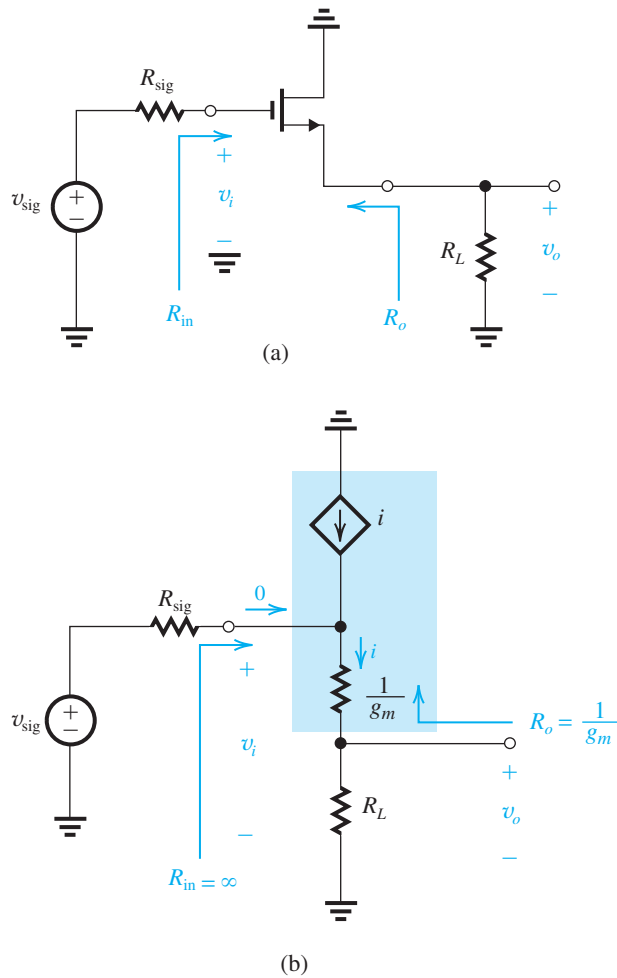 R_sig
+
v_sig
+
−
v_i
−
R_L
+
v_o
−
R_in
R_o
(a)
i
0
R_sig
i
+
1/g_m
R_o = 1/g_m
v_sig
+
−
v_i
+
R_L
v_o
−
−
R_in = ∞
(b)